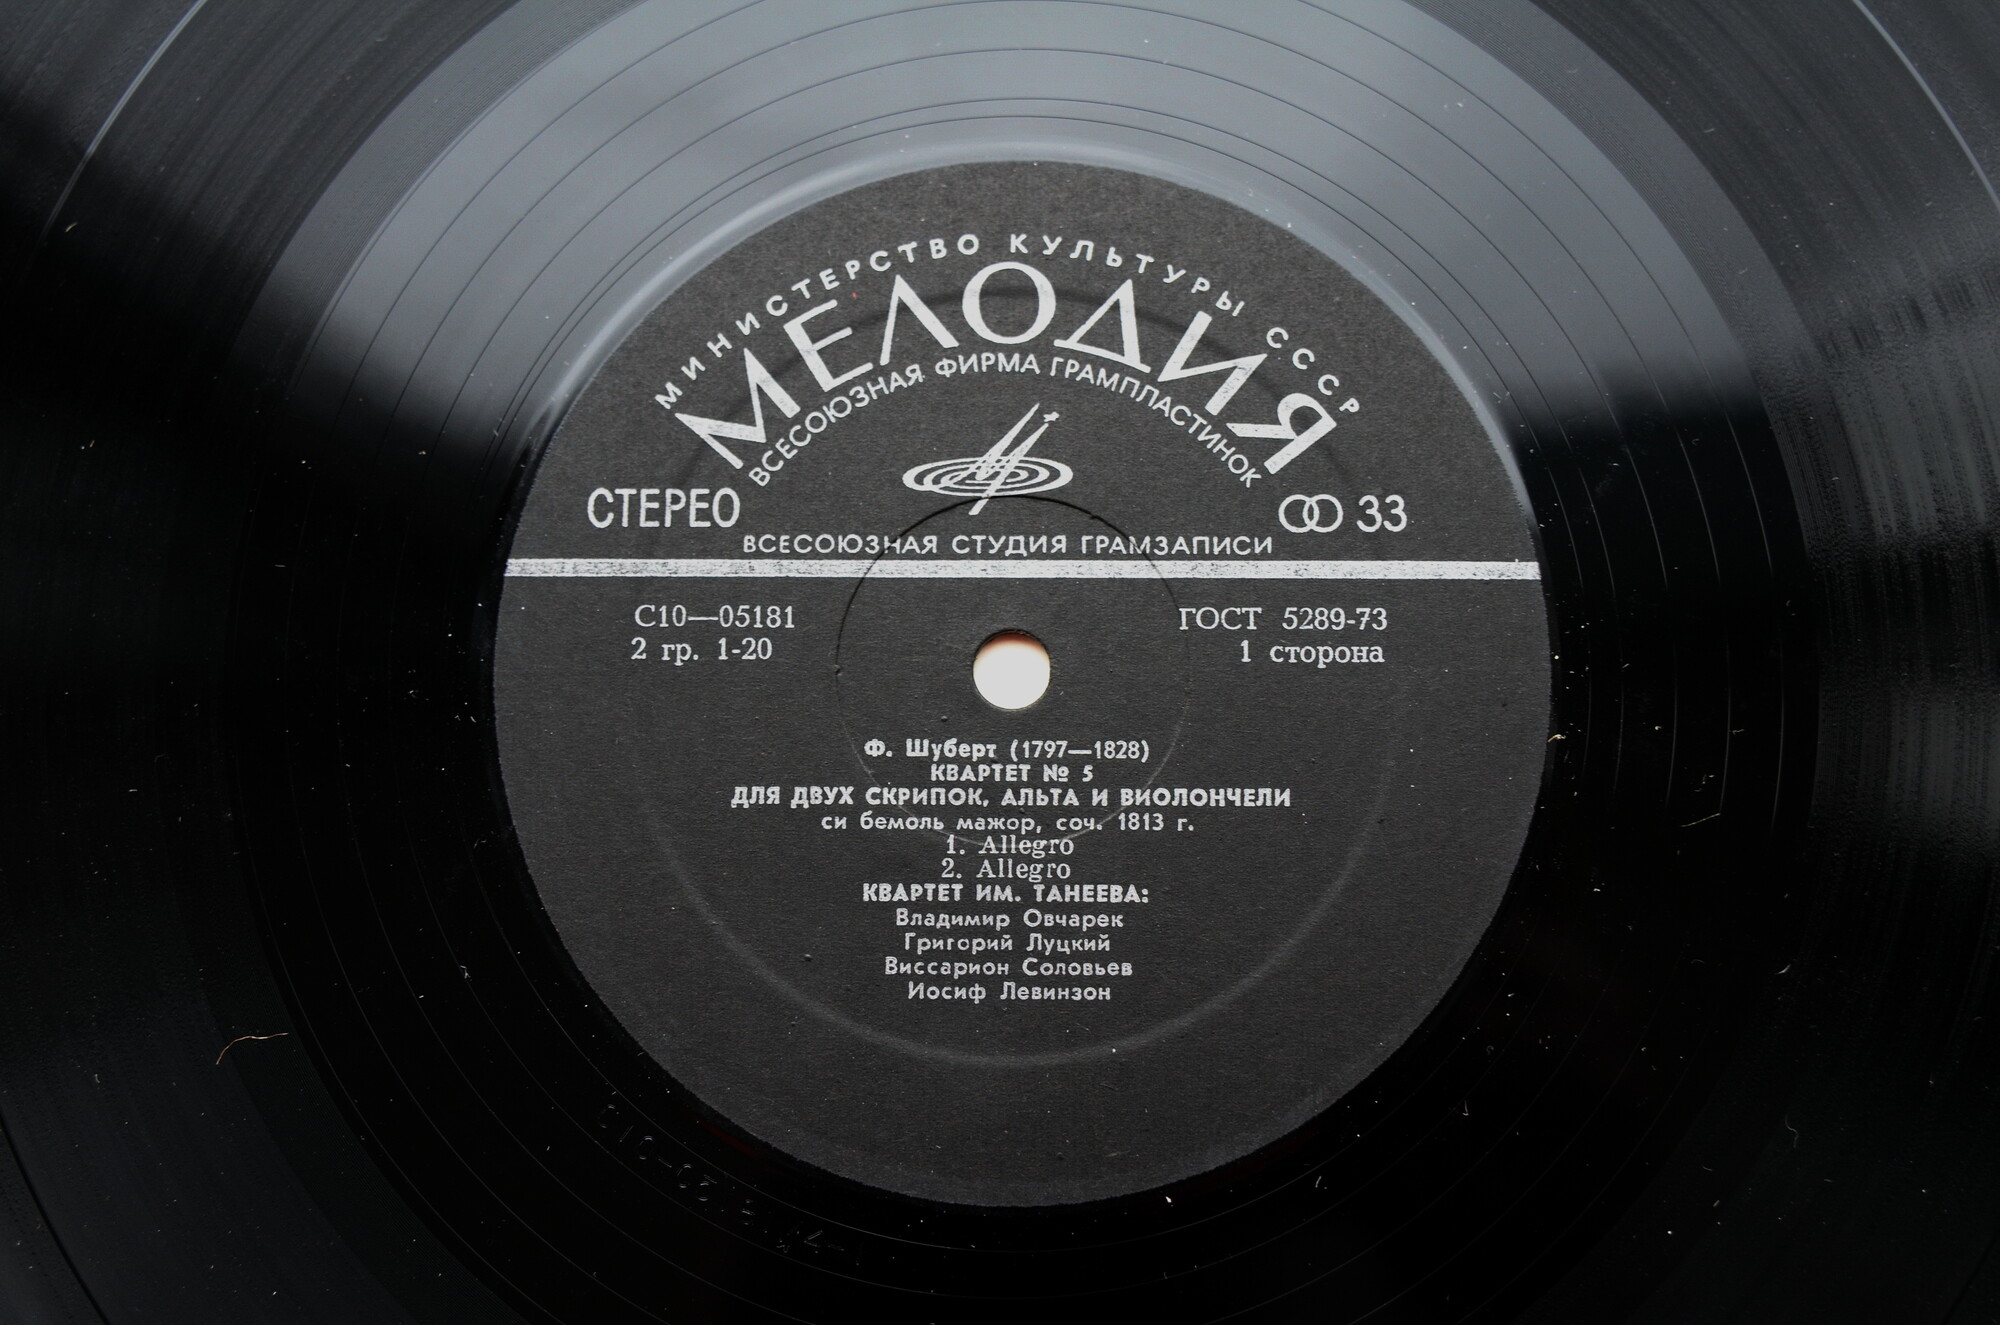 МИНИСТЕРСТВО КУЛЬТУРЫ СССР
МЕЛОДИЯ
ВСЕСОЮЗНАЯ ФИРМА ГРАМПЛАСТИНОК
СТЕРЕО
33
ВСЕСОЮЗНАЯ СТУДИЯ ГРАМЗАПИСИ
С10—05181
ГОСТ 5289-73
2 гр. 1-20
1 сторона
Ф. Шуберт (1797—1828)
КВАРТЕТ № 5
ДЛЯ ДВУХ СКРИПОК, АЛЬТА И ВИОЛОНЧЕЛИ
си бемоль мажор, соч. 1813 г.
1. Allegro
2. Allegro
КВАРТЕТ ИМ. ТАНЕЕВА:
Владимир Овчарек
Григорий Луцкий
Виссарион Соловьев
Иосиф Левинзон